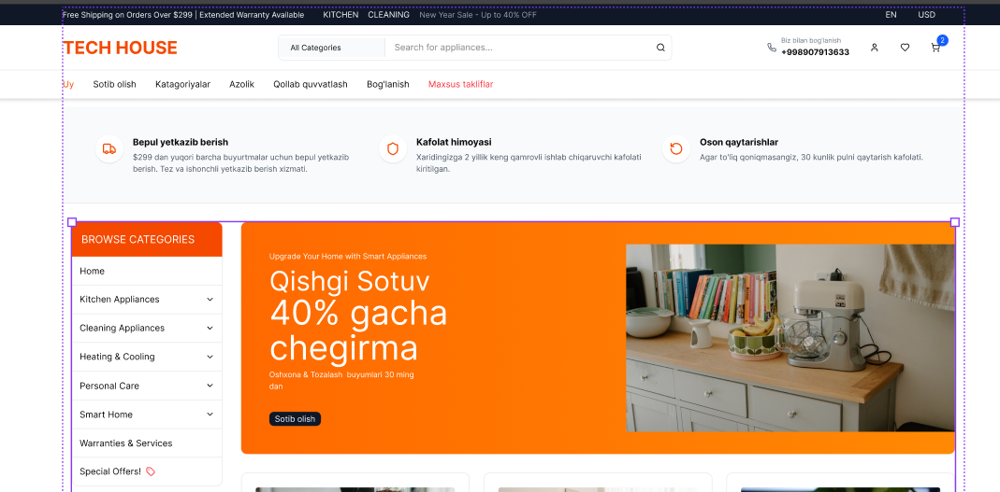 Free Shipping on Orders Over $299 | Extended Warranty Available KITCHEN CLEANING New Year Sale - Up to 40% OFF EN USD
TECH HOUSE All Categories Search for appliances... Biz bilan bog'lanish 2
+998907913633
Uy Sotib olish Katagoriyalar Azolik Qollab quvvatlash Bog'lanish Maxsus takliflar
Bepul yetkazib berish
$299 dan yuqori barcha buyurtmalar uchun bepul yetkazib
berish. Tez va ishonchli yetkazib berish xizmati.
Kafolat himoyasi
Xaridingizga 2 yillik keng qamrovli ishlab chiqaruvchi kafolati
kiritilgan.
Oson qaytarishlar
Agar to'liq qoniqmasangiz, 30 kunlik pulni qaytarish kafolati.
BROWSE CATEGORIES
Home
Kitchen Appliances
Cleaning Appliances
Heating & Cooling
Personal Care
Smart Home
Warranties & Services
Special Offers!
Upgrade Your Home with Smart Appliances
Qishgi Sotuv
40% gacha
chegirma
Oshxona & Tozalash buyumlari 30 ming
dan
Sotib olish